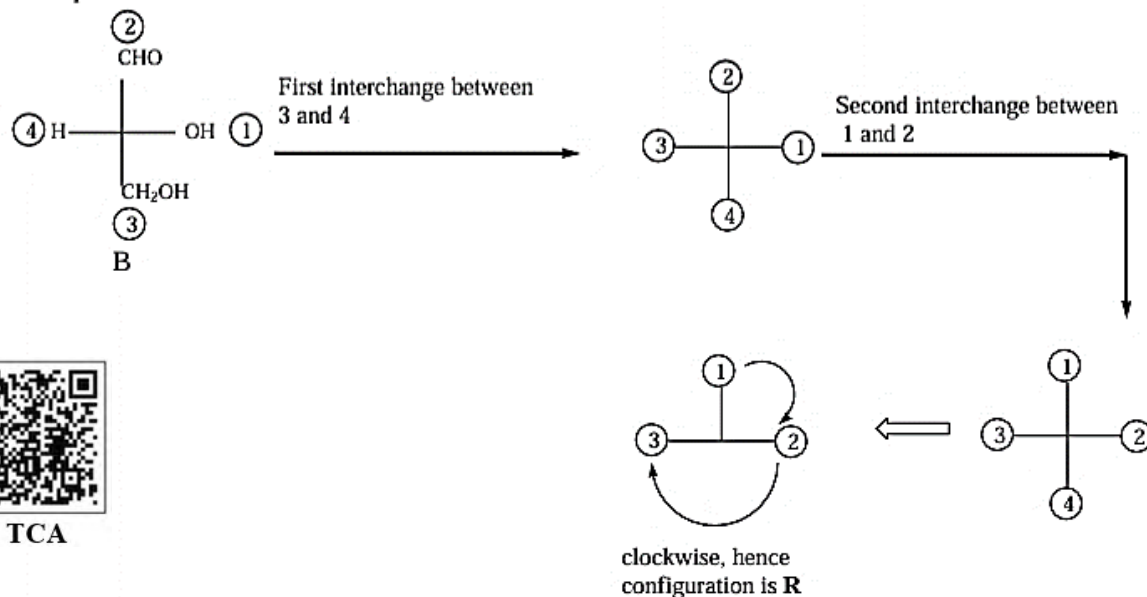 ②
CHO
④ H OH ①
CH₂OH
③
B
First interchange between
3 and 4
②
③ ①
④
Second interchange between
1 and 2
①
③ ②
④
①
③ ②
clockwise, hence
configuration is R
TCA